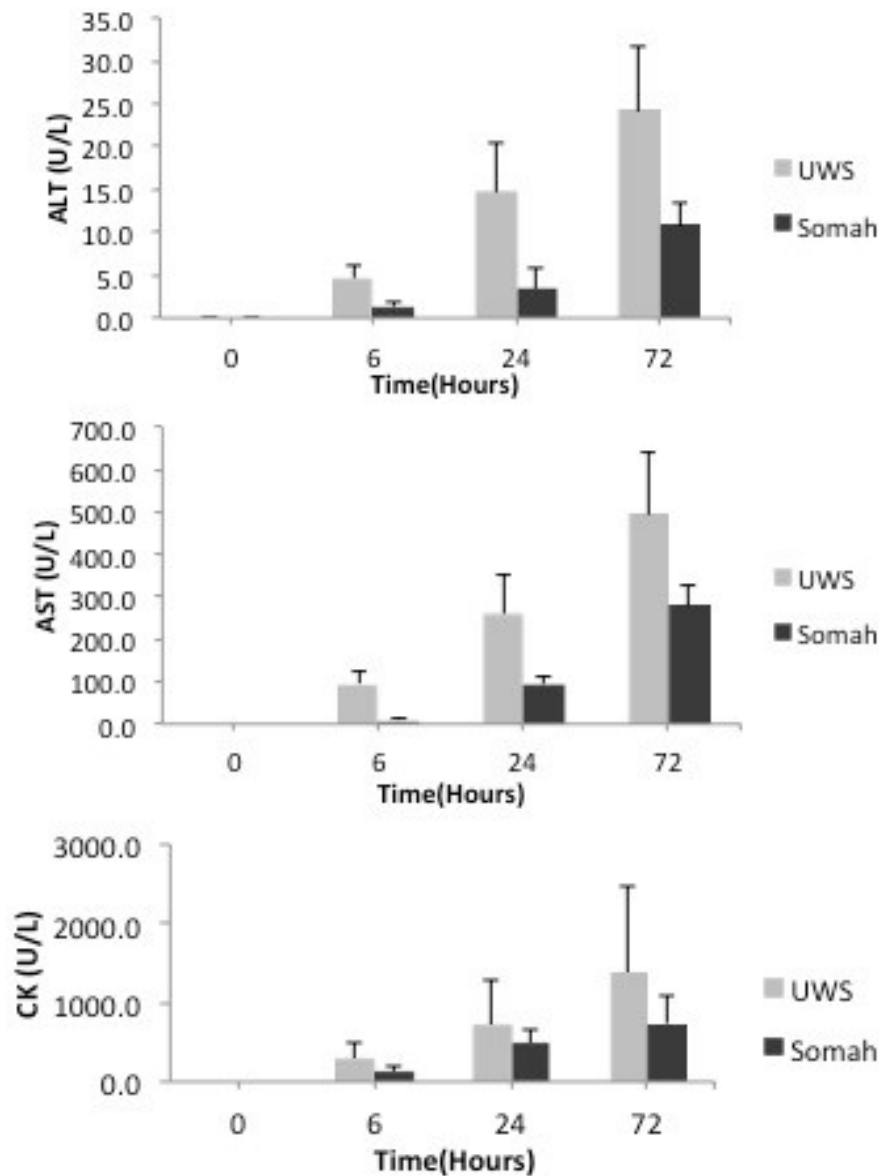 35.0
30.0
25.0
20.0
15.0
10.0
5.0
0.0
ALT (U/L)
0 6 24 72
Time(Hours)
UWS
Somah
700.0
600.0
500.0
400.0
300.0
200.0
100.0
0.0
AST (U/L)
0 6 24 72
Time(Hours)
UWS
Somah
3000.0
2000.0
1000.0
0.0
CK (U/L)
0 6 24 72
Time(Hours)
UWS
Somah